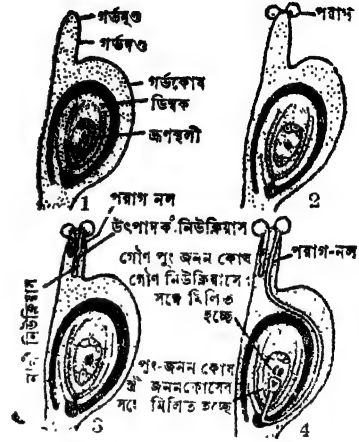 গর্ভমুণ্ড
গর্ভদণ্ড
গর্ভকোষ
ডিম্বক
ভ্রূণস্থলী
1
পরাগ
2
পরাগ নল
উৎপাদক নিউক্লিয়াস
নিউক্লিয়াস
3
গৌণ পুং জনন কোষ
গৌণ নিউক্লিয়াসের
সঙ্গে মিলিত
হচ্ছে
পরাগ-নল
পুং-জনন কোষ
স্ত্রী জননকোষের
সঙ্গে মিলিত হচ্ছে
4